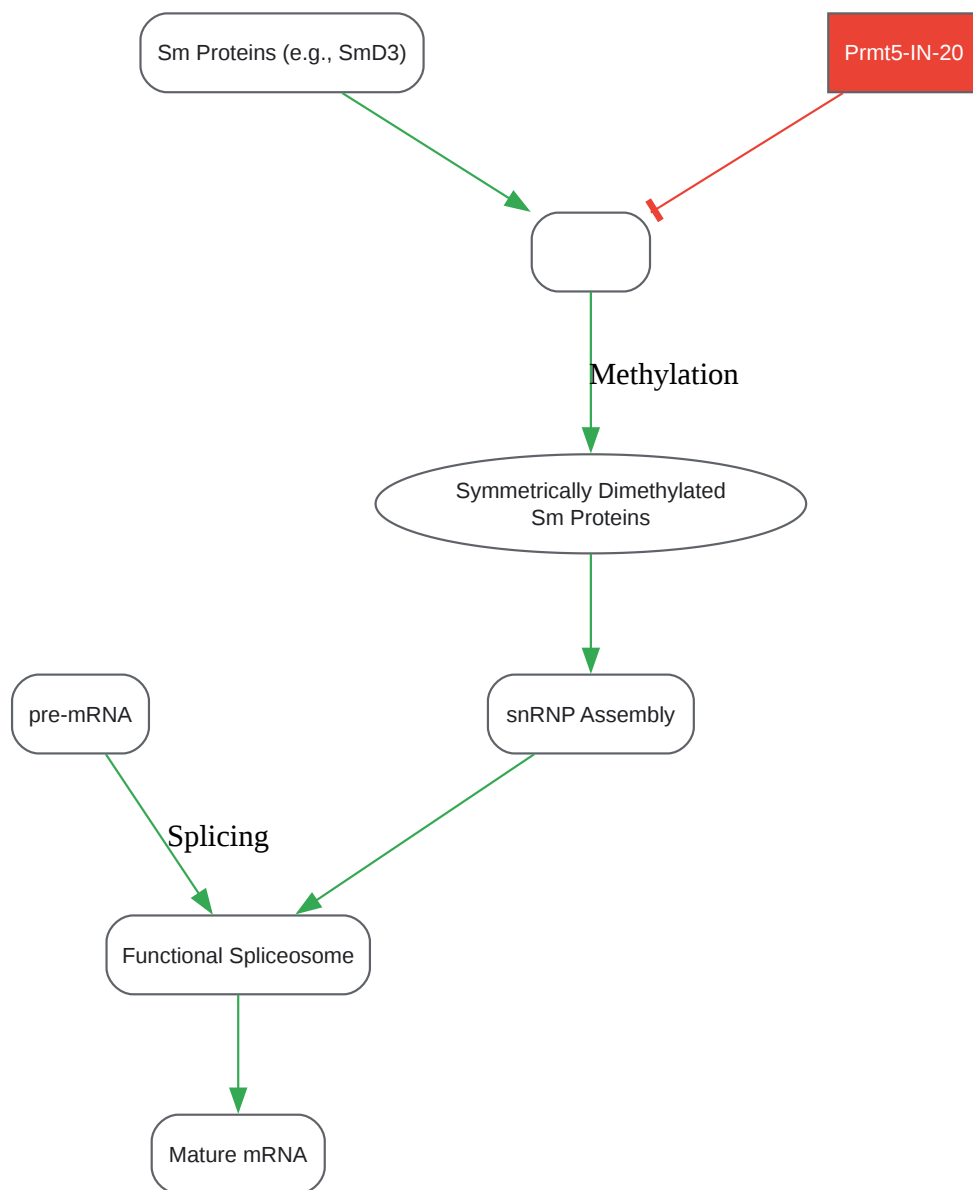 Sm Proteins (e.g., SmD3)
Prmt5-IN-20
Methylation
Symmetrically Dimethylated
Sm Proteins
pre-mRNA
snRNP Assembly
Splicing
Functional Spliceosome
Mature mRNA